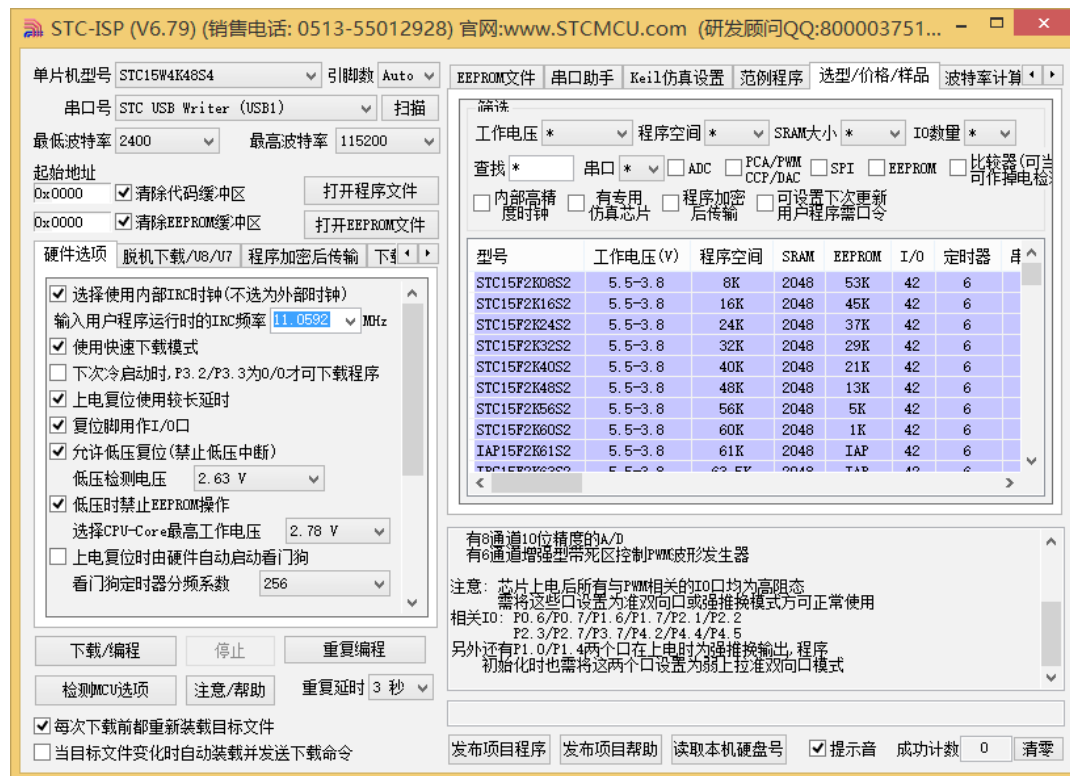 STC-ISP (V6.79) (销售电话: 0513-55012928) 官网:www.STCMCU.com (研发顾问QQ:800003751...
单片机型号 STC15W4K48S4 引脚数 Auto
串口号 STC USB Writer (USB1) 扫描
最低波特率 2400 最高波特率 115200
起始地址
0x0000 清除代码缓冲区 打开程序文件
0x0000 清除EEPROM缓冲区 打开EEPROM文件
硬件选项 脱机下载/U8/U7 程序加密后传输
选择使用内部IRC时钟(不选为外部时钟)
输入用户程序运行时的IRC频率 11.0592 MHz
使用快速下载模式
下次冷启动时,P3.2/P3.3为0/0才可下载程序
上电复位使用较长延时
复位脚用作I/O口
允许低压复位(禁止低压中断)
低压检测电压 2.63 V
低压时禁止EEPROM操作
选择CPU-Core最高工作电压 2.78 V
上电复位时由硬件自动启动看门狗
看门狗定时器分频系数 256
下载/编程 停止 重复编程
检测MCU选项 注意/帮助 重复延时 3 秒
每次下载前都重新装载目标文件
当目标文件变化时自动装载并发送下载命令
EEPROM文件 串口助手 Keil仿真设置 范例程序 选型/价格/样品 波特率计算
筛选
工作电压 * 程序空间 * SRAM大小 * IO数量 *
查找 * 串口 * ADC PCA/PWM CCP/DAC SPI EEPROM 比较器(可当 可作掉电检
内部高精度时钟 有专用仿真芯片 程序加密后传输 可设置下次更新用户程序需口令
型号 工作电压(V) 程序空间 SRAM EEPROM I/O 定时器 串
STC15F2K08S2 5.5-3.8 8K 2048 53K 42 6
STC15F2K16S2 5.5-3.8 16K 2048 45K 42 6
STC15F2K24S2 5.5-3.8 24K 2048 37K 42 6
STC15F2K32S2 5.5-3.8 32K 2048 29K 42 6
STC15F2K40S2 5.5-3.8 40K 2048 21K 42 6
STC15F2K48S2 5.5-3.8 48K 2048 13K 42 6
STC15F2K56S2 5.5-3.8 56K 2048 5K 42 6
STC15F2K60S2 5.5-3.8 60K 2048 1K 42 6
IAP15F2K61S2 5.5-3.8 61K 2048 IAP 42 6
有8通道10位精度的A/D
有6通道增强型带死区控制PWM波形发生器
注意: 芯片上电后所有与PWM相关的IO口均为高阻态
需将这些口设置为准双向口或强推换模式方可正常使用
相关IO: P0.6/P0.7/P1.6/P1.7/P2.1/P2.2
P2.3/P2.7/P3.7/P4.2/P4.4/P4.5
另外还有P1.0/P1.4两个口在上电时为强推换输出,程序
初始化时也需将这两个口设置为弱上拉准双向口模式
发布项目程序 发布项目帮助 读取本机硬盘号 提示音 成功计数 0 清零